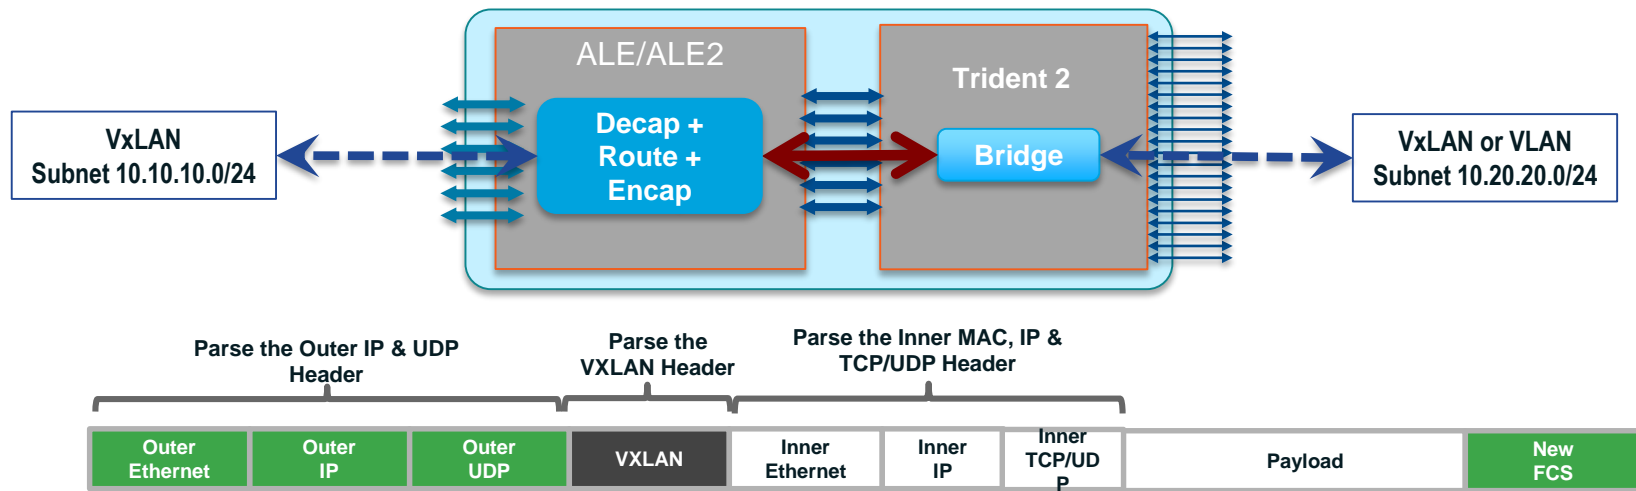 ALE/ALE2
Trident 2
VxLAN
Subnet 10.10.10.0/24
Decap +
Route +
Encap
Bridge
VxLAN or VLAN
Subnet 10.20.20.0/24
Parse the Outer IP & UDP
Header
Parse the
VXLAN Header
Parse the Inner MAC, IP &
TCP/UDP Header
Outer
Ethernet
Outer
IP
Outer
UDP
VXLAN
Inner
Ethernet
Inner
IP
Inner
TCP/UD
P
Payload
New
FCS